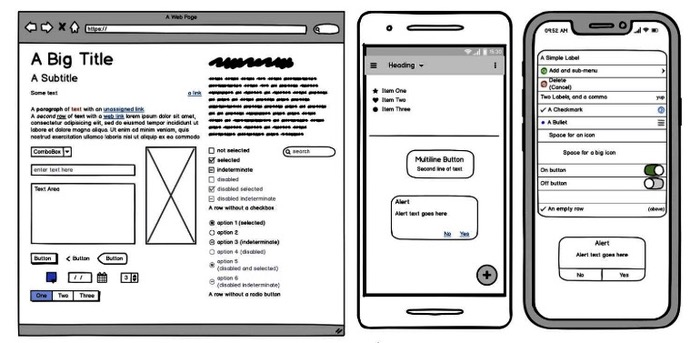 A Web Page
https://
A Big Title
A Subtitle
Some text
a link
A paragraph of text with an unassigned link.
A second row of text with a web link lorem ipsum dolor sit amet,
consectetur adipisicing elit, sed do eiusmod tempor incididunt ut
labore et dolore magna aliqua. Ut enim ad minim veniam, quis
nostrud exercitation ullamco laboris nisi ut aliquip ex ea commodo
ComboBox
enter text here
Text Area
Button
< Button
Button
/ /
3
One
Two
Three
not selected
selected
indeterminate
disabled
disabled selected
disabled indeterminate
A row without a checkbox
search
option 1 (selected)
option 2
option 3 (indeterminate)
option 4 (disabled)
option 5
(disabled and selected)
option 6
(disabled indeterminate)
A row without a radio button
Heading
Item One
Item Two
Item Three
Multiline Button
Second line of text
Alert
Alert text goes here
No
Yes
+
09:52 AM
A Simple Label
Add and sub-menu
Delete
(Cancel)
Two Labels, and a comma
yup
A Checkmark
A Bullet
Space for an icon
Space for a big icon
On button
Off button
An empty row
(above)
Alert
Alert text goes here
No
Yes